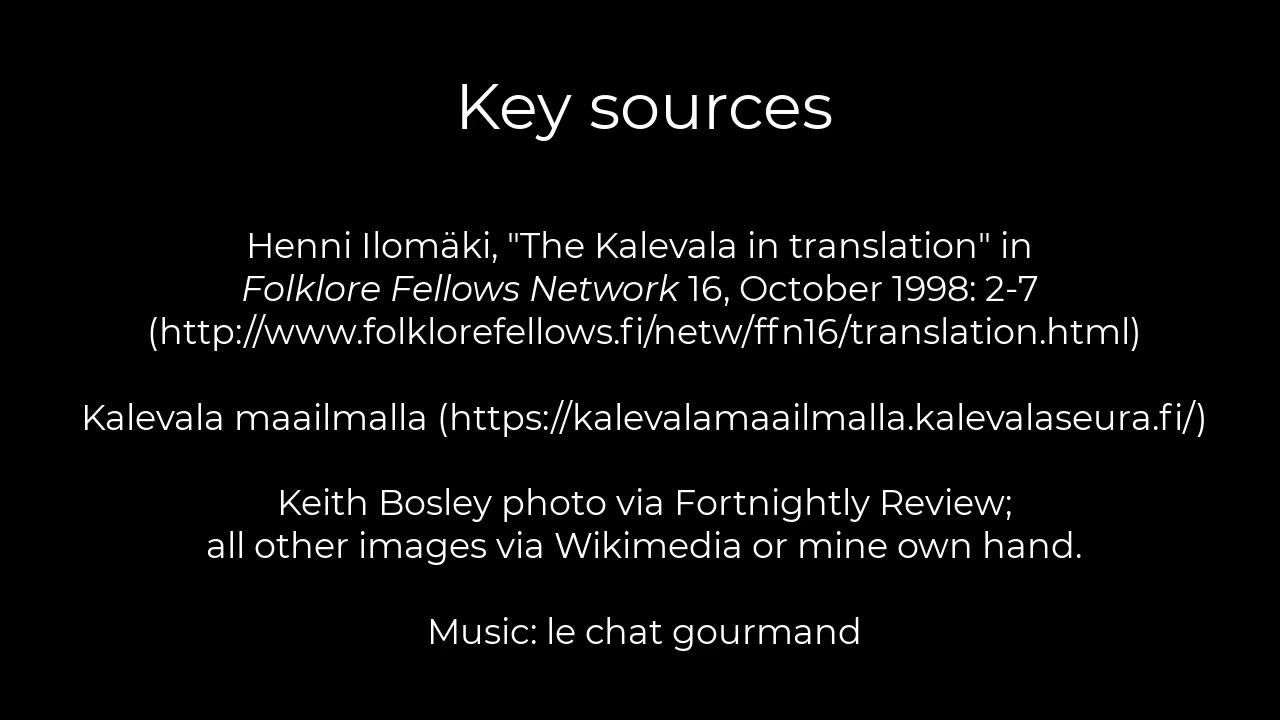 Key sources
Henni Ilomäki, "The Kalevala in translation" in
Folklore Fellows Network 16, October 1998: 2-7
(http://www.folklorefellows.fi/netw/ffn16/translation.html)
Kalevala maailmalla (https://kalevalamaailmalla.kalevalaseura.fi/)
Keith Bosley photo via Fortnightly Review;
all other images via Wikimedia or mine own hand.
Music: le chat gourmand